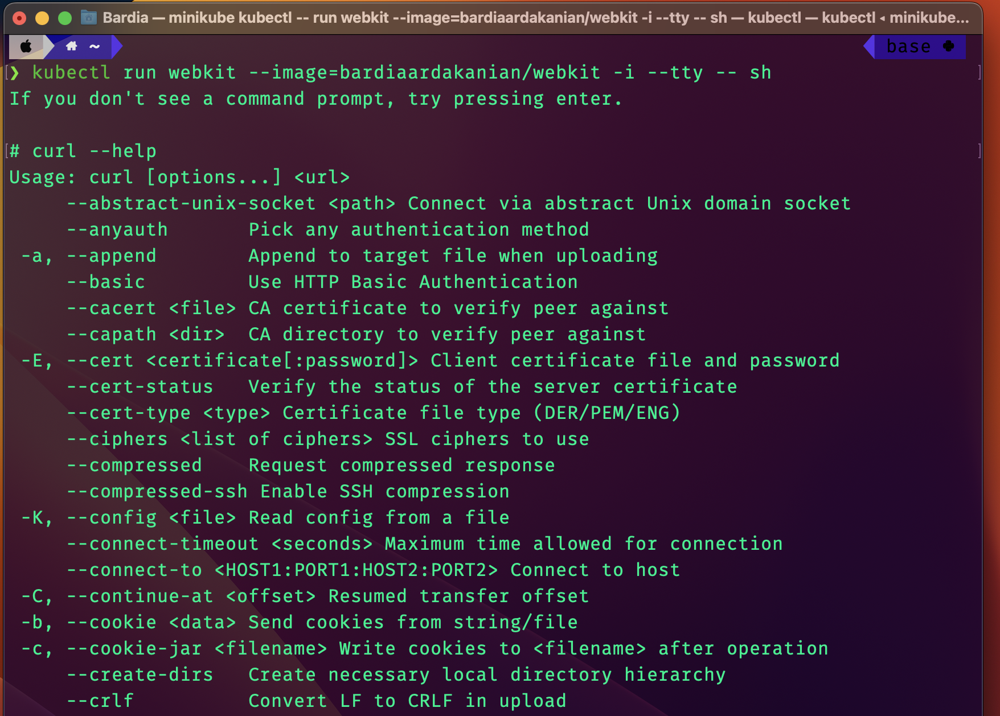 Bardia — minikube kubectl -- run webkit --image=bardiaardakanian/webkit -i --tty -- sh — kubectl — kubectl ◂ minikube...
~
base
❯ kubectl run webkit --image=bardiaardakanian/webkit -i --tty -- sh
If you don't see a command prompt, try pressing enter.
# curl --help
Usage: curl [options...] <url>
     --abstract-unix-socket <path> Connect via abstract Unix domain socket
     --anyauth       Pick any authentication method
 -a, --append        Append to target file when uploading
     --basic         Use HTTP Basic Authentication
     --cacert <file> CA certificate to verify peer against
     --capath <dir>  CA directory to verify peer against
 -E, --cert <certificate[:password]> Client certificate file and password
     --cert-status   Verify the status of the server certificate
     --cert-type <type> Certificate file type (DER/PEM/ENG)
     --ciphers <list of ciphers> SSL ciphers to use
     --compressed    Request compressed response
     --compressed-ssh Enable SSH compression
 -K, --config <file> Read config from a file
     --connect-timeout <seconds> Maximum time allowed for connection
     --connect-to <HOST1:PORT1:HOST2:PORT2> Connect to host
 -C, --continue-at <offset> Resumed transfer offset
 -b, --cookie <data> Send cookies from string/file
 -c, --cookie-jar <filename> Write cookies to <filename> after operation
     --create-dirs   Create necessary local directory hierarchy
     --crlf          Convert LF to CRLF in upload